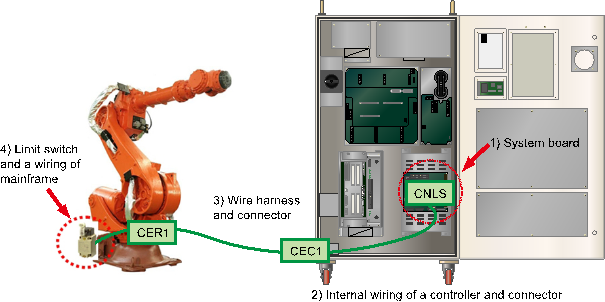 1) System board
CNLS
4) Limit switch
and a wiring of
mainframe
3) Wire harness
and connector
CER1
CEC1
2) Internal wiring of a controller and connector